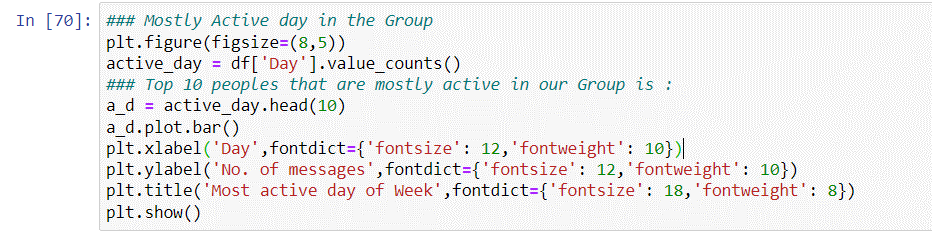 In [70]: ### Mostly Active day in the Group
plt.figure(figsize=(8,5))
active_day = df['Day'].value_counts()
### Top 10 peoples that are mostly active in our Group is :
a_d = active_day.head(10)
a_d.plot.bar()
plt.xlabel('Day',fontdict={'fontsize': 12,'fontweight': 10})
plt.ylabel('No. of messages',fontdict={'fontsize': 12,'fontweight': 10})
plt.title('Most active day of Week',fontdict={'fontsize': 18,'fontweight': 8})
plt.show()